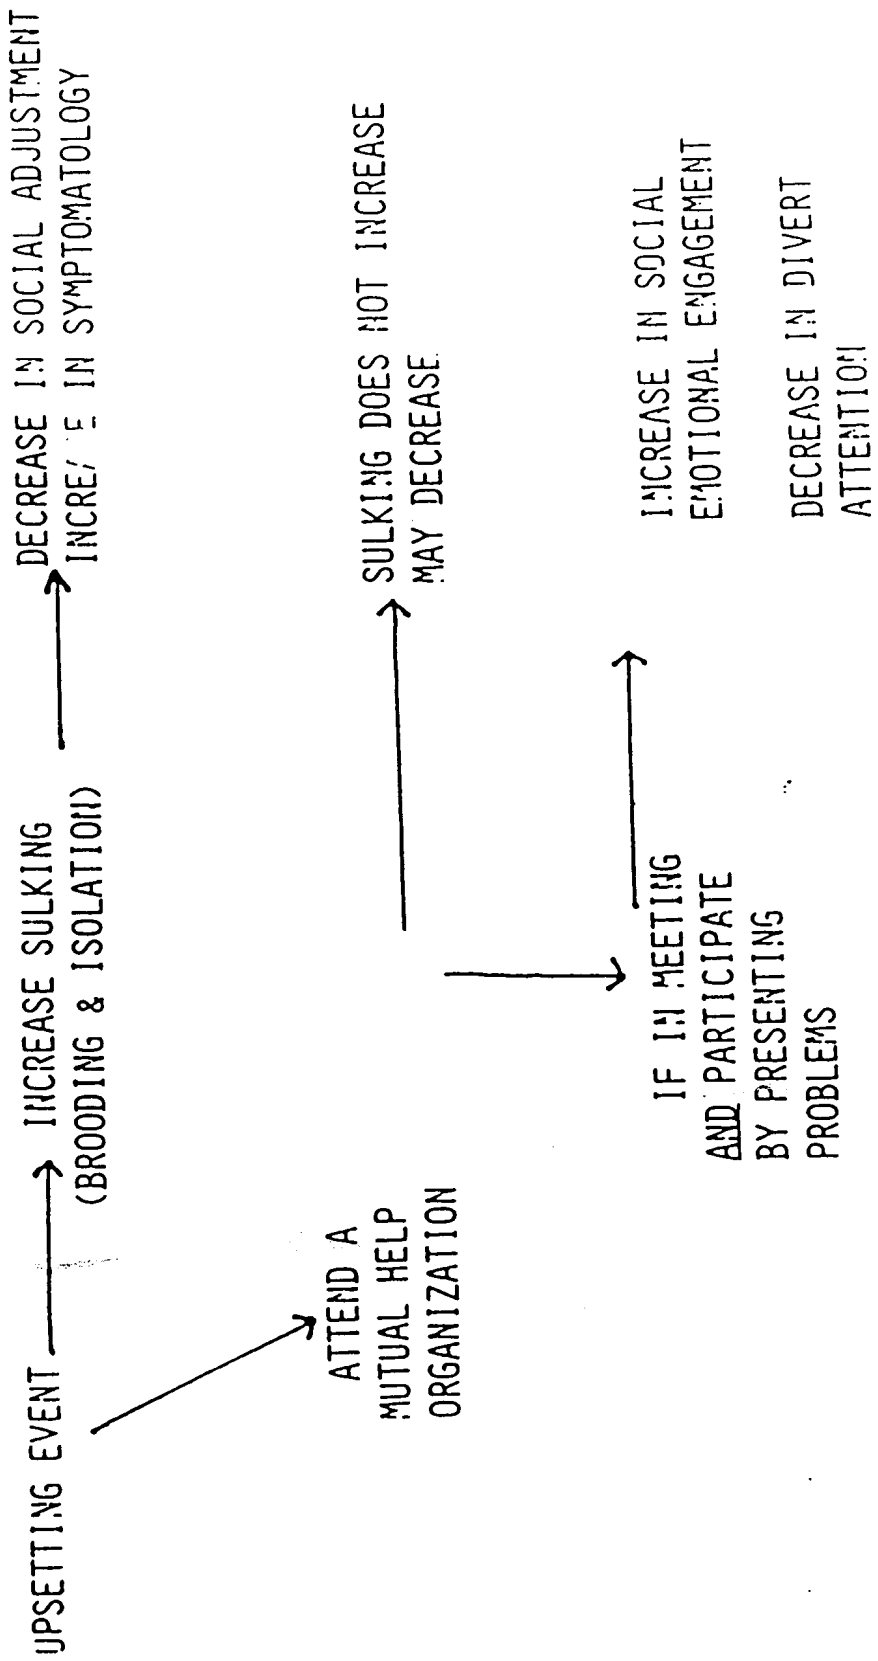 UPSETTING EVENT
INCREASE SULKING
(BROODING & ISOLATION)
DECREASE IN SOCIAL ADJUSTMENT
IN SYMPTOMATOLOGY
ATTEND A
MUTUAL HELP
ORGANIZATION
SULKING DOES NOT INCREASE
MAY DECREASE
IF IN MEETING
AND PARTICIPATE
BY PRESENTING
PROBLEMS
INCREASE IN SOCIAL
EMOTIONAL ENGAGEMENT
DECREASE IN DIVERT
ATTENTION